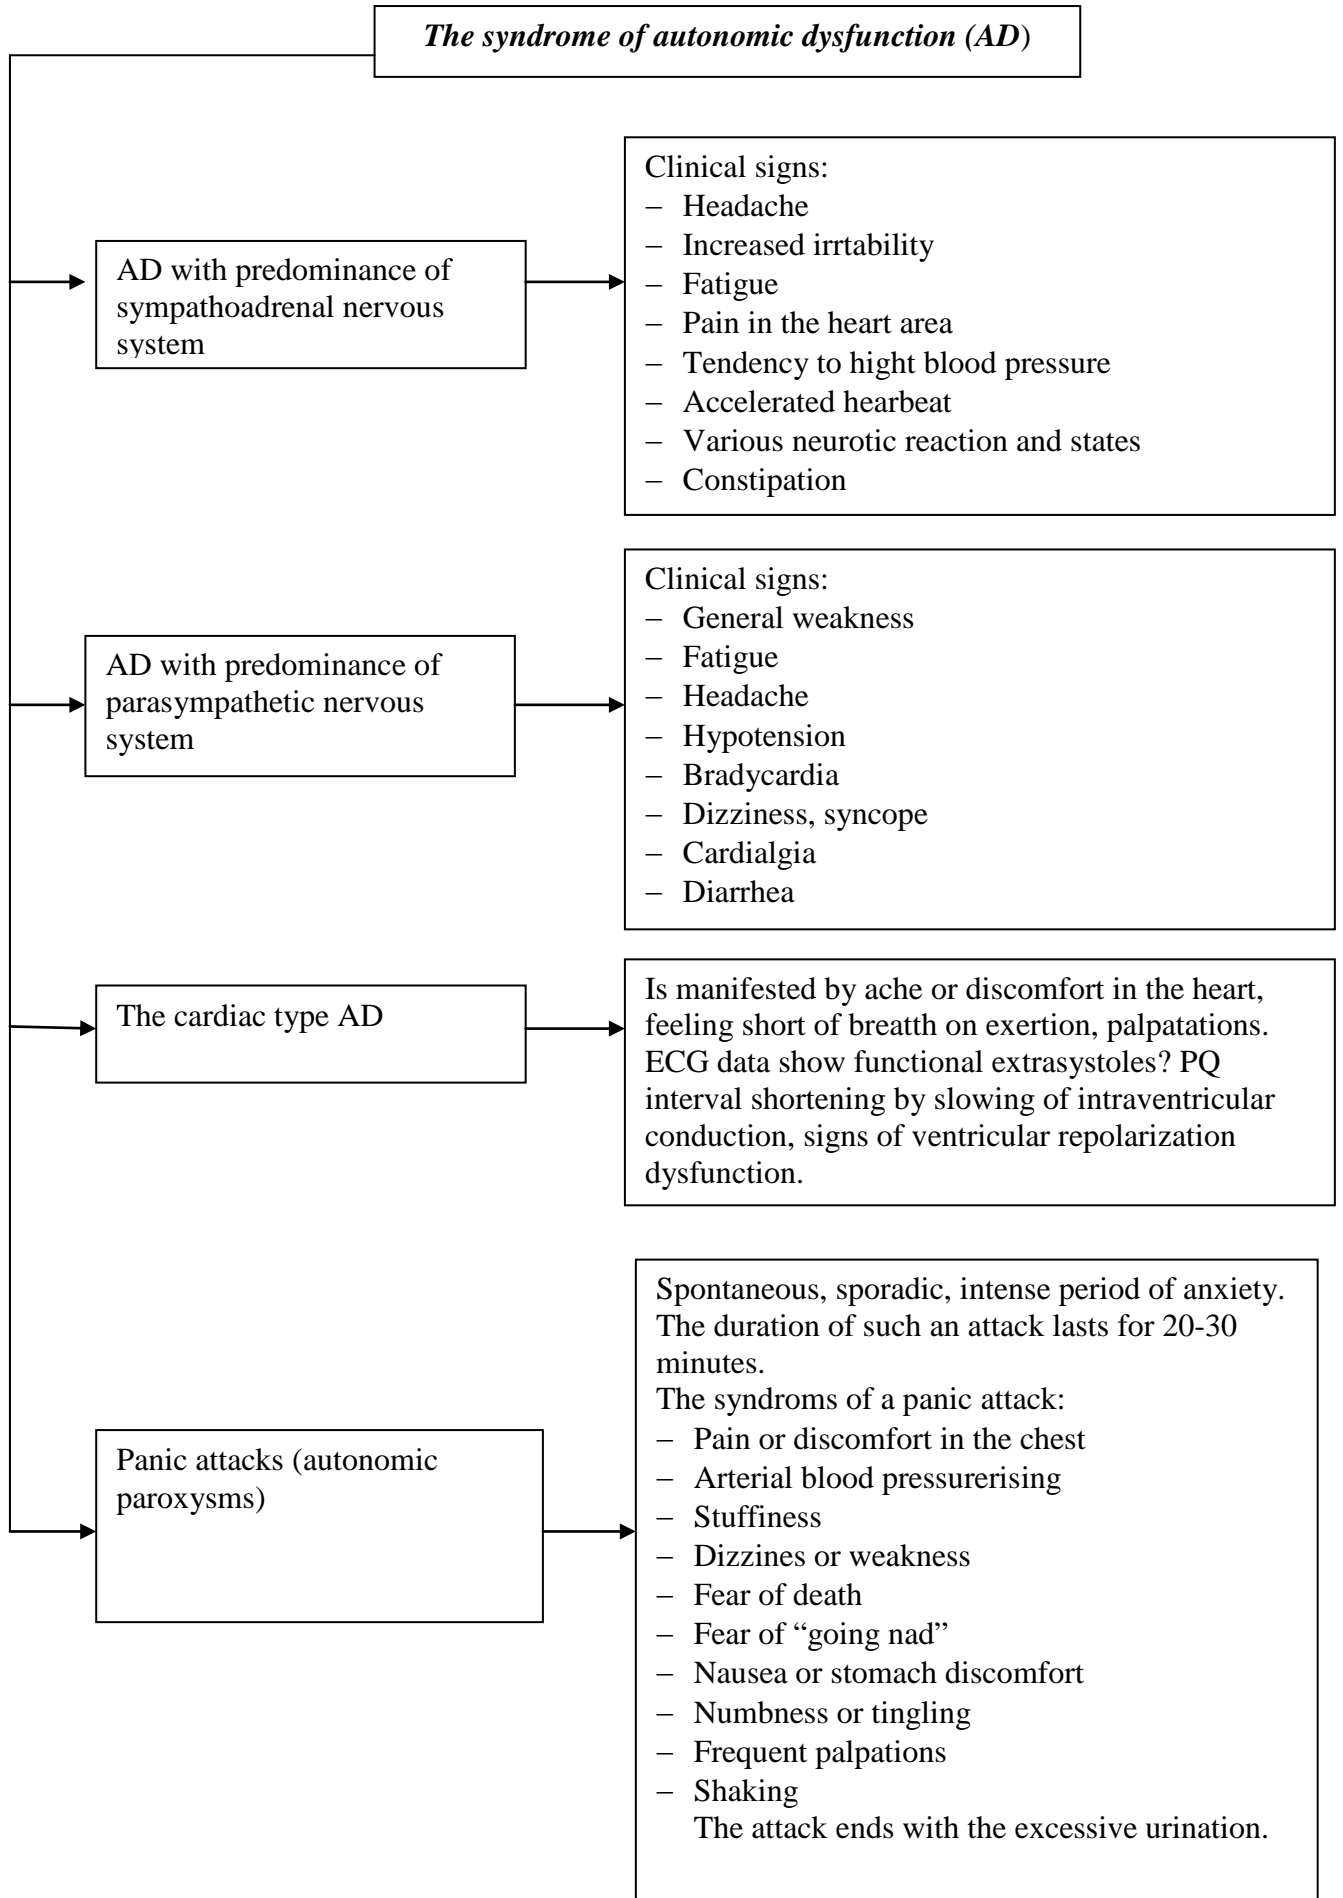 The syndrome of autonomic dysfunction (AD)
AD with predominance of
sympathoadrenal nervous
system
Clinical signs:
– Headache
– Increased irrtability
– Fatigue
– Pain in the heart area
– Tendency to hight blood pressure
– Accelerated hearbeat
– Various neurotic reaction and states
– Constipation
AD with predominance of
parasympathetic nervous
system
Clinical signs:
– General weakness
– Fatigue
– Headache
– Hypotension
– Bradycardia
– Dizziness, syncope
– Cardialgia
– Diarrhea
The cardiac type AD
Is manifested by ache or discomfort in the heart,
feeling short of breatth on exertion, palpatations.
ECG data show functional extrasystoles? PQ
interval shortening by slowing of intraventricular
conduction, signs of ventricular repolarization
dysfunction.
Panic attacks (autonomic
paroxysms)
Spontaneous, sporadic, intense period of anxiety.
The duration of such an attack lasts for 20-30
minutes.
The syndroms of a panic attack:
– Pain or discomfort in the chest
– Arterial blood pressurerising
– Stuffiness
– Dizzines or weakness
– Fear of death
– Fear of “going nad”
– Nausea or stomach discomfort
– Numbness or tingling
– Frequent palpations
– Shaking
The attack ends with the excessive urination.